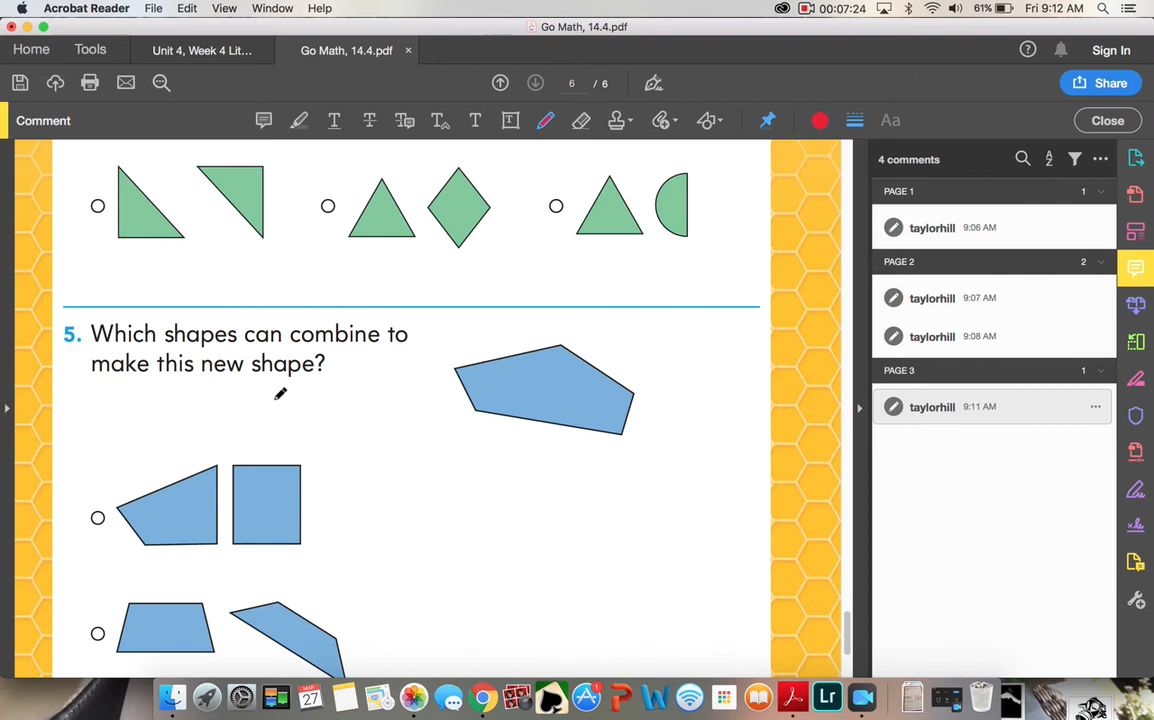 Acrobat Reader File Edit View Window Help 00:07:24 61% Fri 9:12 AM
Go Math, 14.4.pdf
Home Tools Unit 4, Week 4 Lit... Go Math, 14.4.pdf × Sign In
6 / 6 Share
Comment Aa Close
4 comments
PAGE 1 1
taylorhill 9:06 AM
PAGE 2 2
taylorhill 9:07 AM
taylorhill 9:08 AM
PAGE 3 1
taylorhill 9:11 AM
5. Which shapes can combine to
make this new shape?
MAR
27
Lr